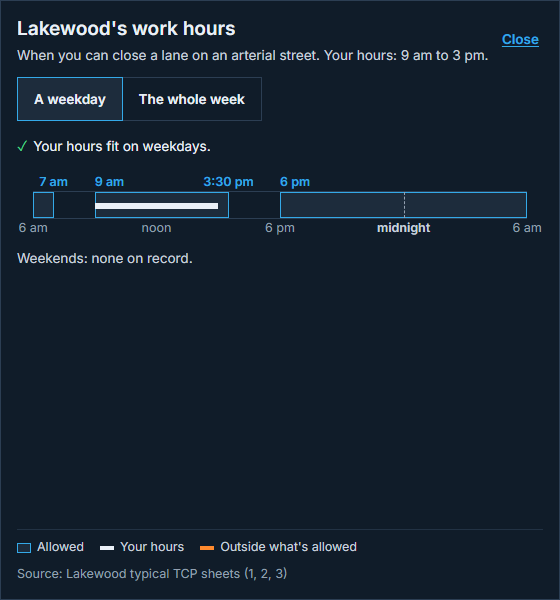 Lakewood's work hours
When you can close a lane on an arterial street. Your hours: 9 am to 3 pm.
Close
A weekday
The whole week
✓ Your hours fit on weekdays.
7 am 9 am 3:30 pm 6 pm
6 am noon 6 pm midnight 6 am
Weekends: none on record.
Allowed Your hours Outside what's allowed
Source: Lakewood typical TCP sheets (1, 2, 3)